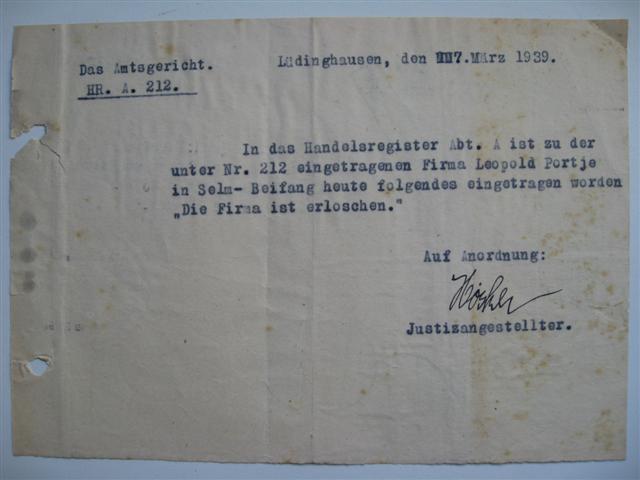 Das Amtsgericht. Lüdinghausen, den 7. März 1939.
HR. A. 212.
In das Handelsregister Abt. A ist zu der
unter Nr. 212 eingetragenen Firma Leopold Portje
in Selm- Beifang heute folgendes eingetragen worden
„Die Firma ist erloschen."
Auf Anordnung:
Justizangestellter.